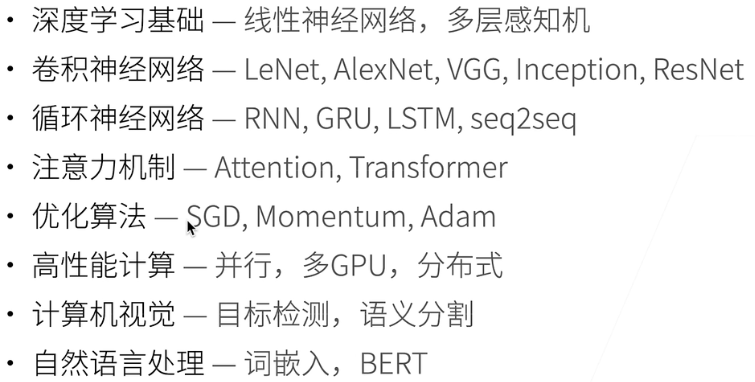 • 深度学习基础 — 线性神经网络，多层感知机
• 卷积神经网络 — LeNet, AlexNet, VGG, Inception, ResNet
• 循环神经网络 — RNN, GRU, LSTM, seq2seq
• 注意力机制 — Attention, Transformer
• 优化算法 — SGD, Momentum, Adam
• 高性能计算 — 并行，多GPU，分布式
• 计算机视觉 — 目标检测，语义分割
• 自然语言处理 — 词嵌入，BERT